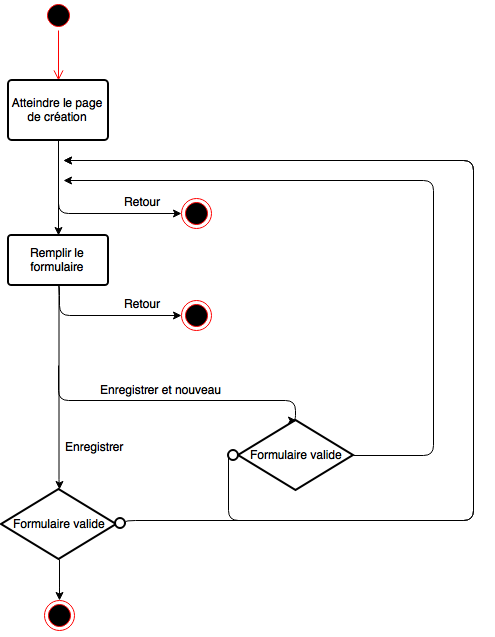 Atteindre le page
de création
Retour
Remplir le
formulaire
Retour
Enregistrer et nouveau
Enregistrer
Formulaire valide
Formulaire valide